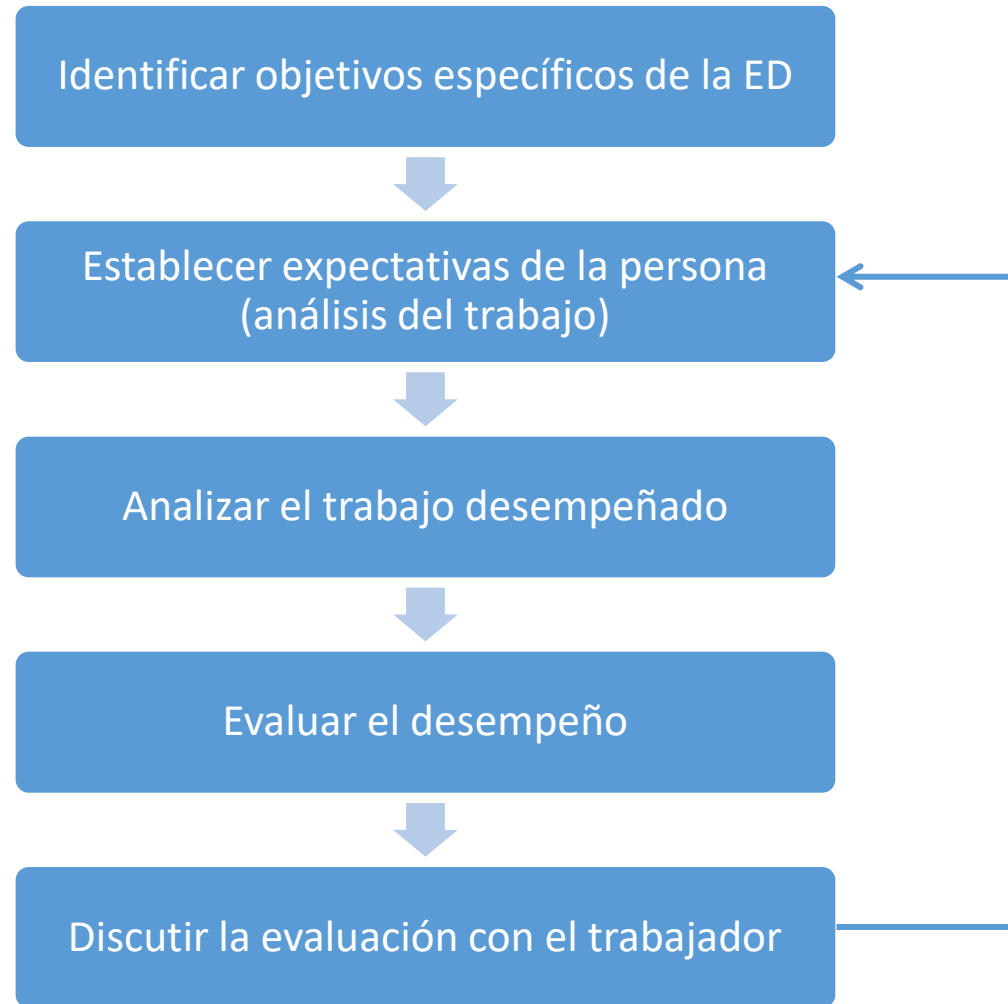 Identificar objetivos específicos de la ED
Establecer expectativas de la persona
(análisis del trabajo)
Analizar el trabajo desempeñado
Evaluar el desempeño
Discutir la evaluación con el trabajador